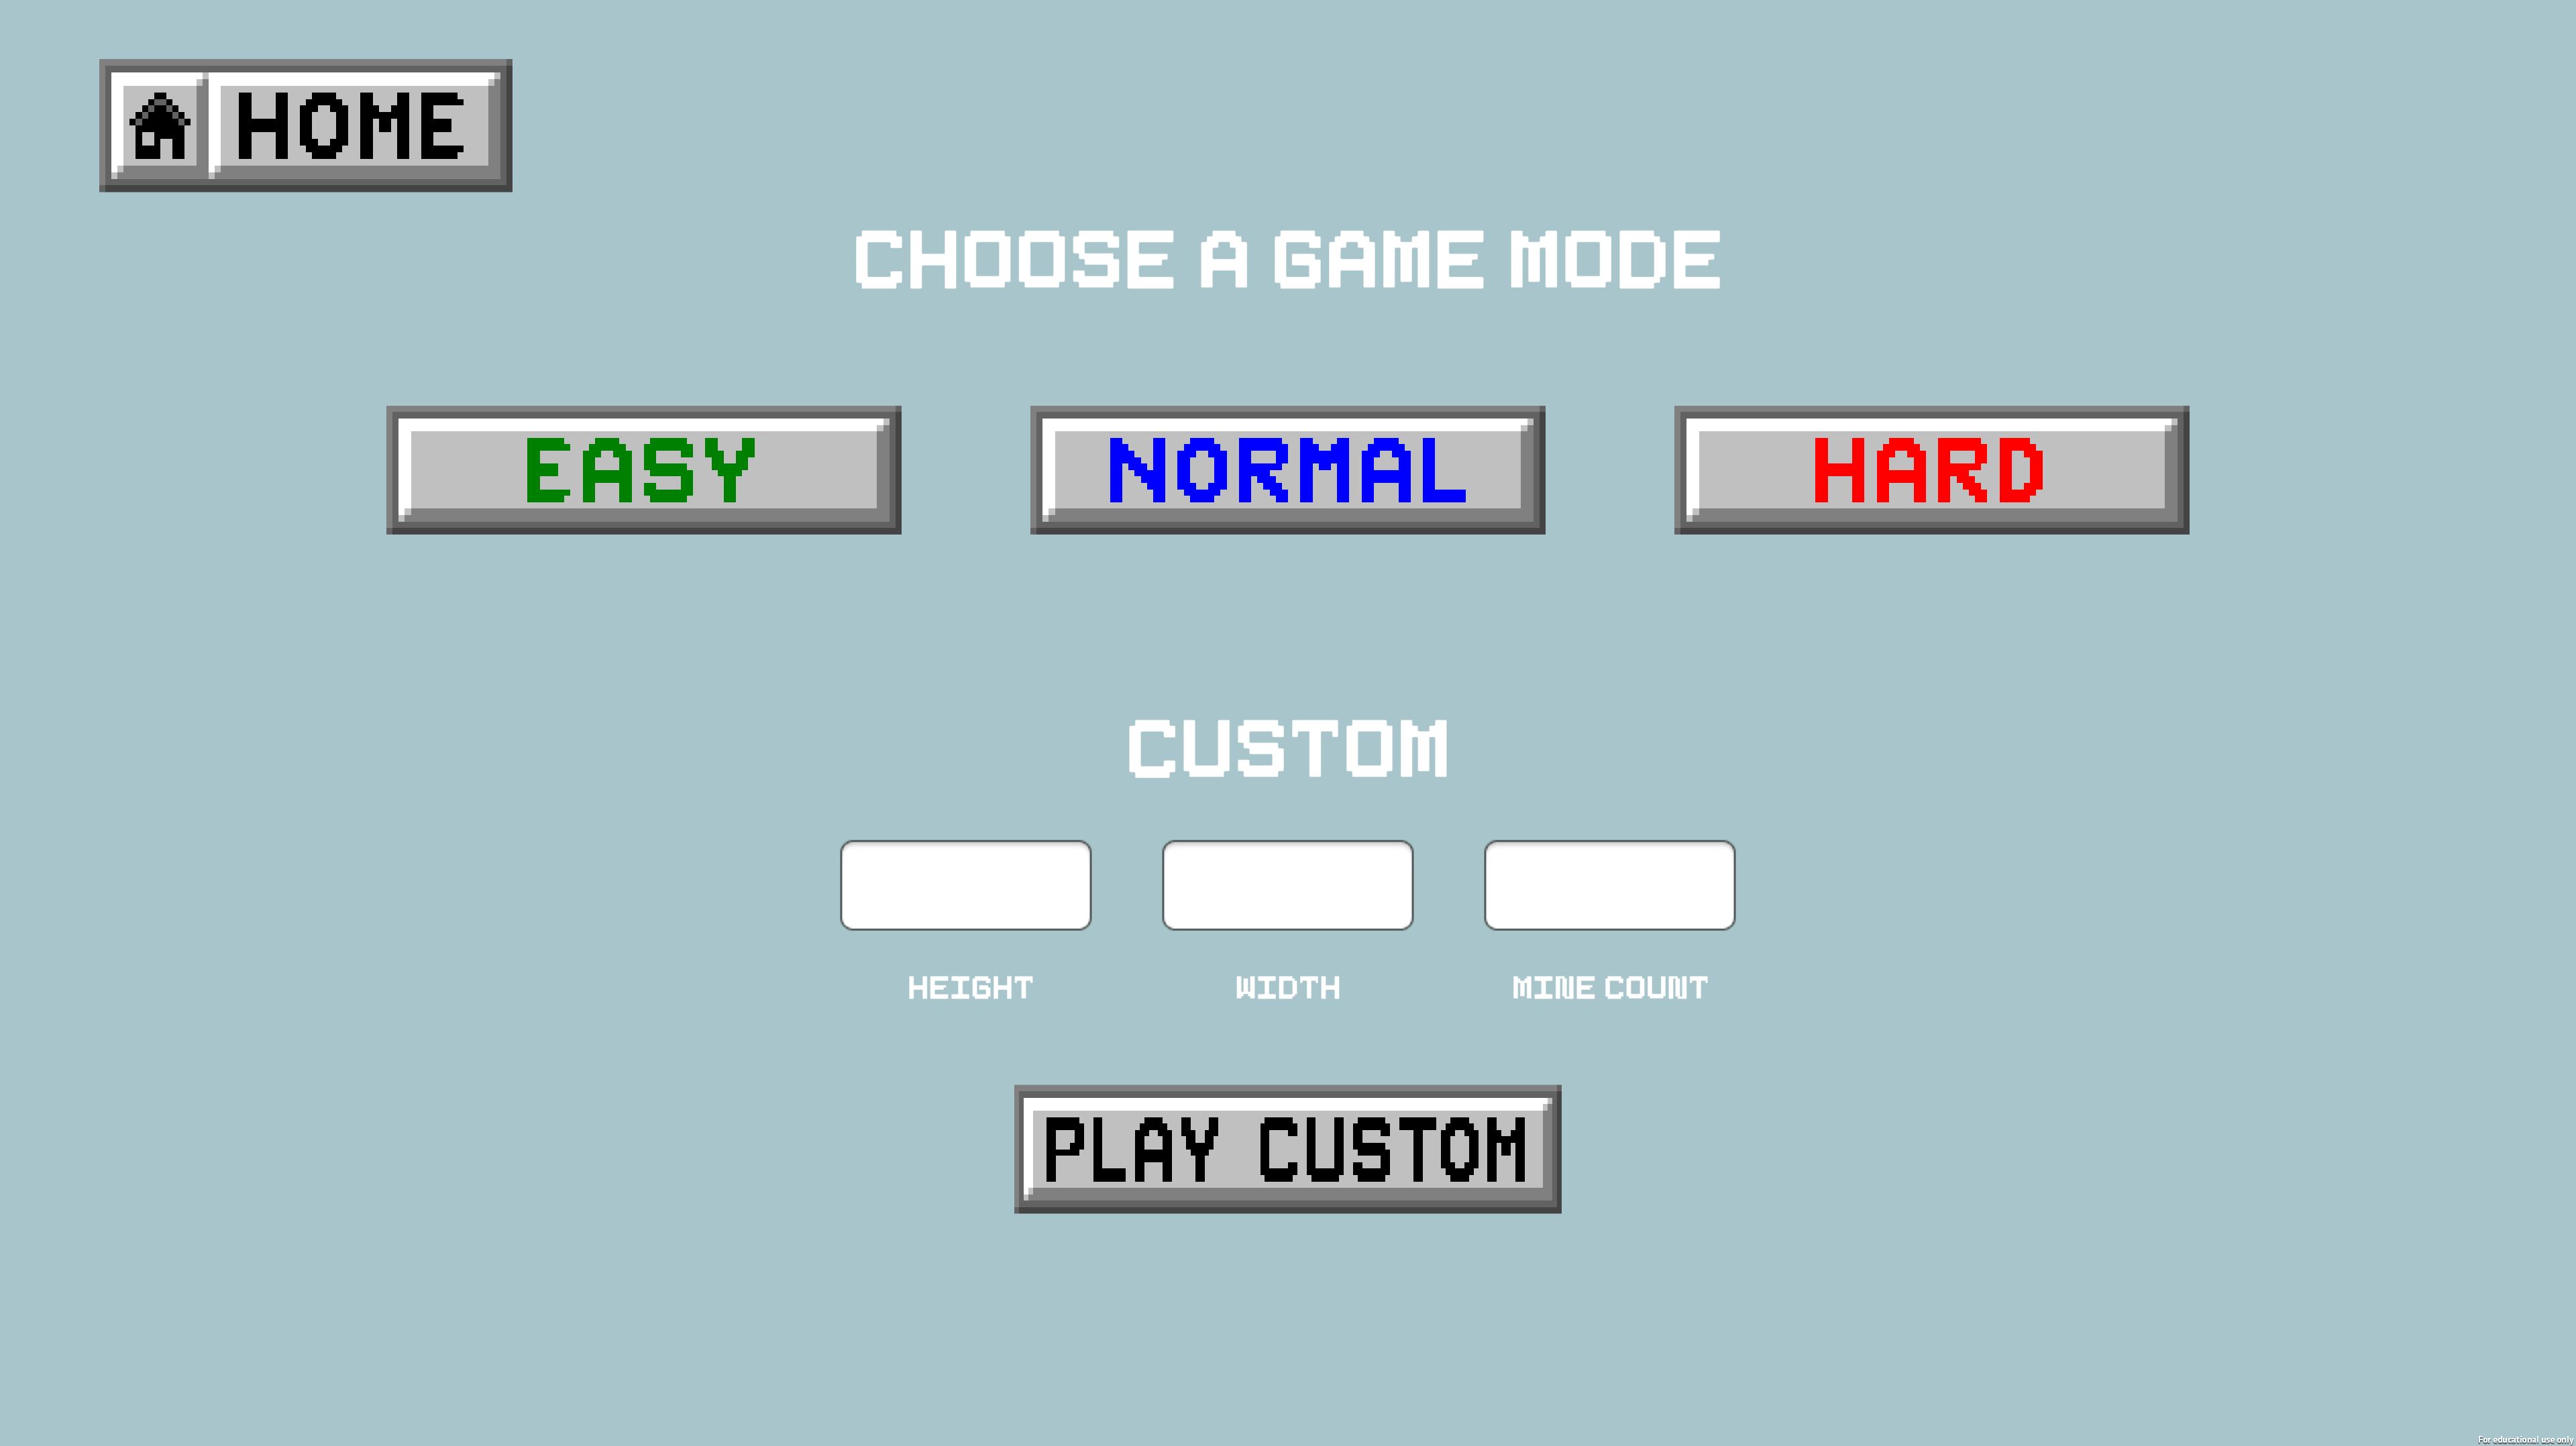 HOME
CHOOSE A GAME MODE
EASY NORMAL HARD
CUSTOM
HEIGHT WIDTH MINE COUNT
PLAY CUSTOM
For educational use only